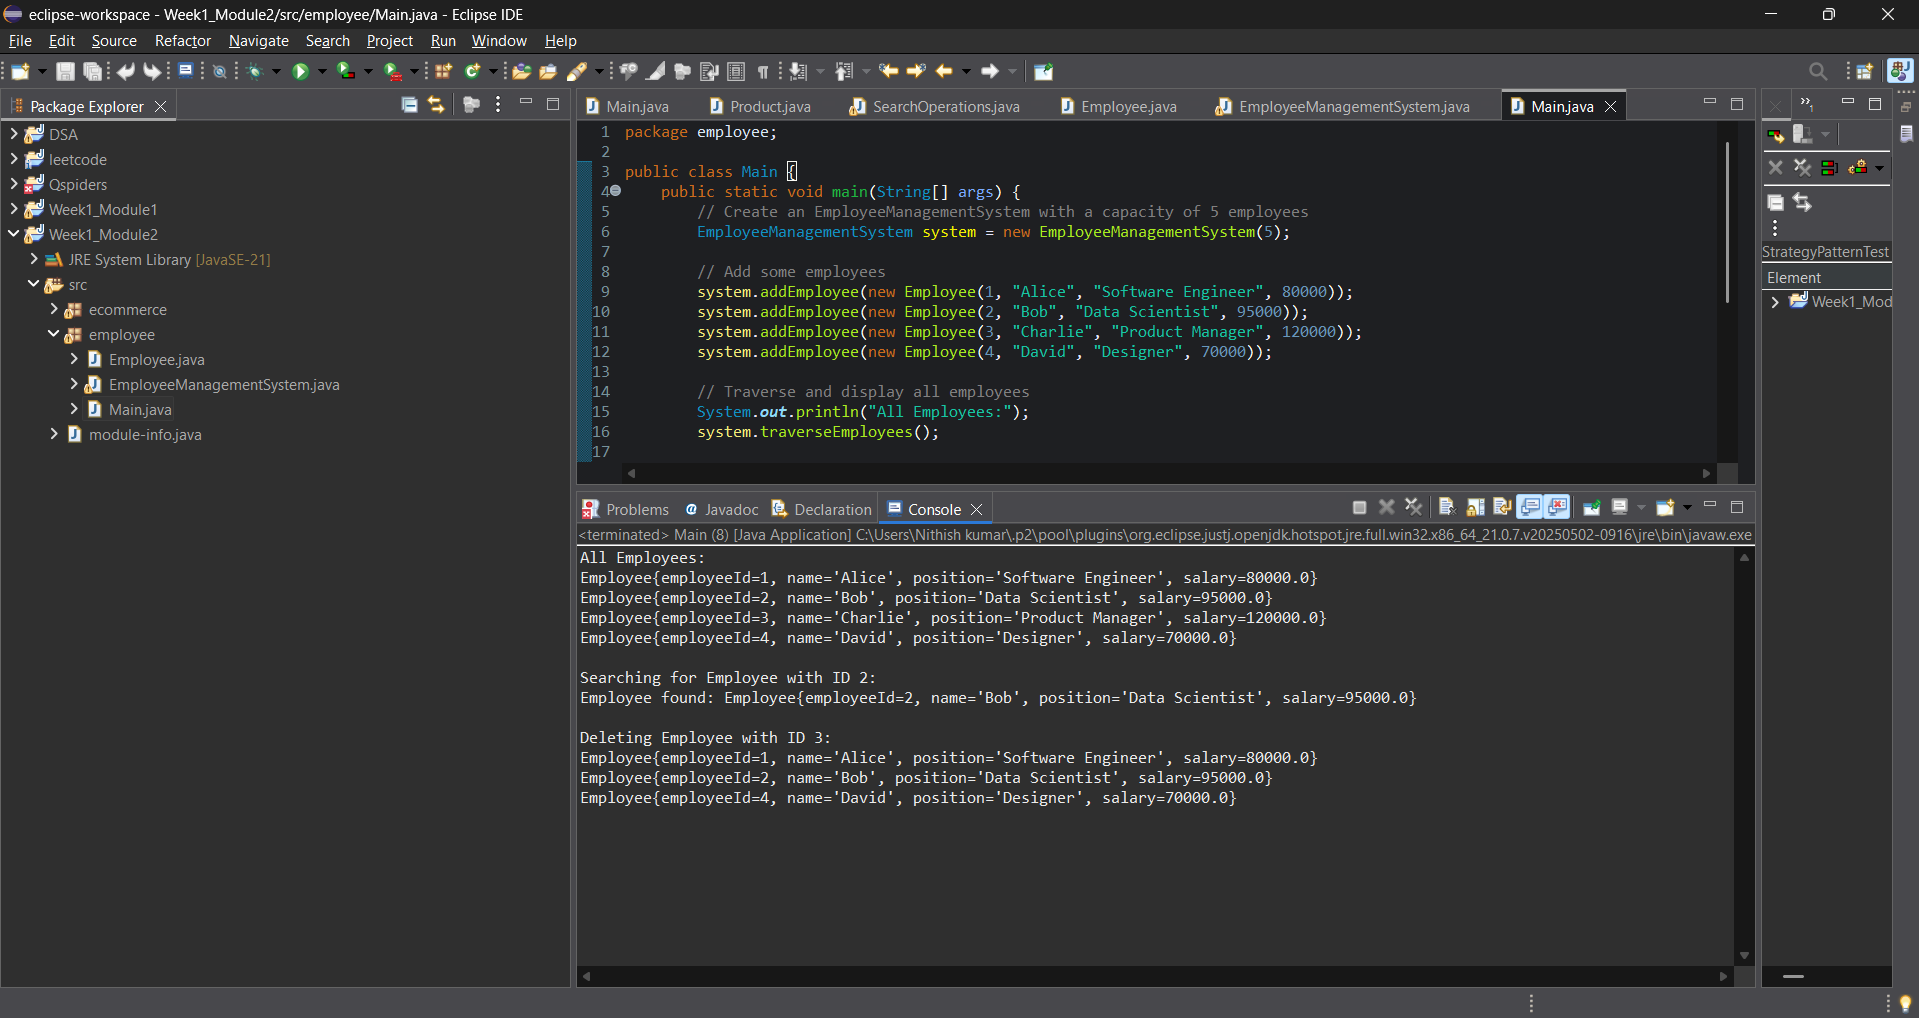 eclipse-workspace - Week1_Module2/src/employee/Main.java - Eclipse IDE
File Edit Source Refactor Navigate Search Project Run Window Help
Package Explorer
DSA
leetcode
Qspiders
Week1_Module1
Week1_Module2
JRE System Library [JavaSE-21]
src
ecommerce
employee
Employee.java
EmployeeManagementSystem.java
Main.java
module-info.java
Main.java Product.java SearchOperations.java Employee.java EmployeeManagementSystem.java Main.java
1 package employee;
2
3 public class Main {
4 public static void main(String[] args) {
5 // Create an EmployeeManagementSystem with a capacity of 5 employees
6 EmployeeManagementSystem system = new EmployeeManagementSystem(5);
7
8 // Add some employees
9 system.addEmployee(new Employee(1, "Alice", "Software Engineer", 80000));
10 system.addEmployee(new Employee(2, "Bob", "Data Scientist", 95000));
11 system.addEmployee(new Employee(3, "Charlie", "Product Manager", 120000));
12 system.addEmployee(new Employee(4, "David", "Designer", 70000));
13
14 // Traverse and display all employees
15 System.out.println("All Employees:");
16 system.traverseEmployees();
17
Problems Javadoc Declaration Console
<terminated> Main (8) [Java Application] C:\Users\Nithish kumar\.p2\pool\plugins\org.eclipse.justj.openjdk.hotspot.jre.full.win32.x86_64_21.0.7.v20250502-0916\jre\bin\javaw.exe
All Employees:
Employee{employeeId=1, name='Alice', position='Software Engineer', salary=80000.0}
Employee{employeeId=2, name='Bob', position='Data Scientist', salary=95000.0}
Employee{employeeId=3, name='Charlie', position='Product Manager', salary=120000.0}
Employee{employeeId=4, name='David', position='Designer', salary=70000.0}
Searching for Employee with ID 2:
Employee found: Employee{employeeId=2, name='Bob', position='Data Scientist', salary=95000.0}
Deleting Employee with ID 3:
Employee{employeeId=1, name='Alice', position='Software Engineer', salary=80000.0}
Employee{employeeId=2, name='Bob', position='Data Scientist', salary=95000.0}
Employee{employeeId=4, name='David', position='Designer', salary=70000.0}
StrategyPatternTest
Element
Week1_Mod